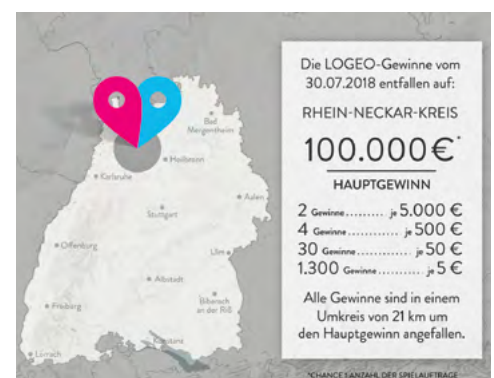 Die LOGEO-Gewinne vom
30.07.2018 entfallen auf:
RHEIN-NECKAR-KREIS
100.000€*
HAUPTGEWINN
2 Gewinne.......... je 5.000 €
4 Gewinne............. je 500 €
30 Gewinne.............. je 50 €
1.300 Gewinne................ je 5 €
Alle Gewinne sind in einem
Umkreis von 21 km um
den Hauptgewinn angefallen.
*CHANCE 1:ANZAHL DER SPIELAUFTRÄGE
Bad
Mergentheim
Heilbronn
Karlsruhe
Aalen
Stuttgart
Offenburg
Ulm
Albstadt
Biberach
an der Riß
Freiburg
Konstanz
Lörrach